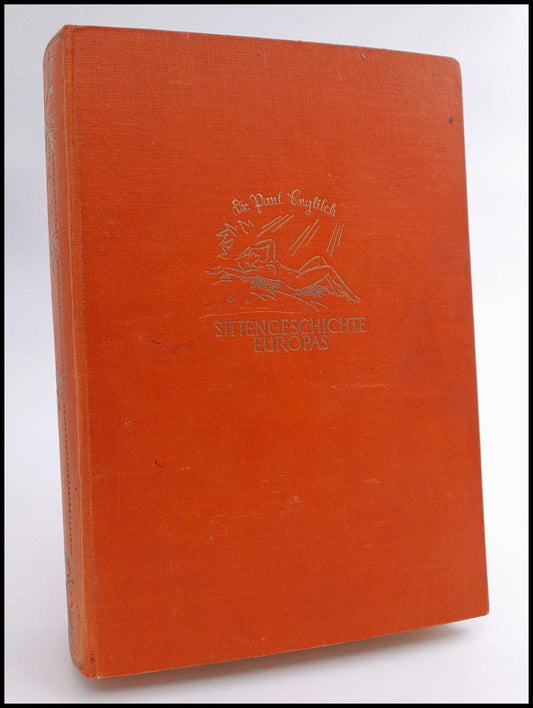 Dr. Paul Englisch
SITTENGESCHICHTE
EUROPAS